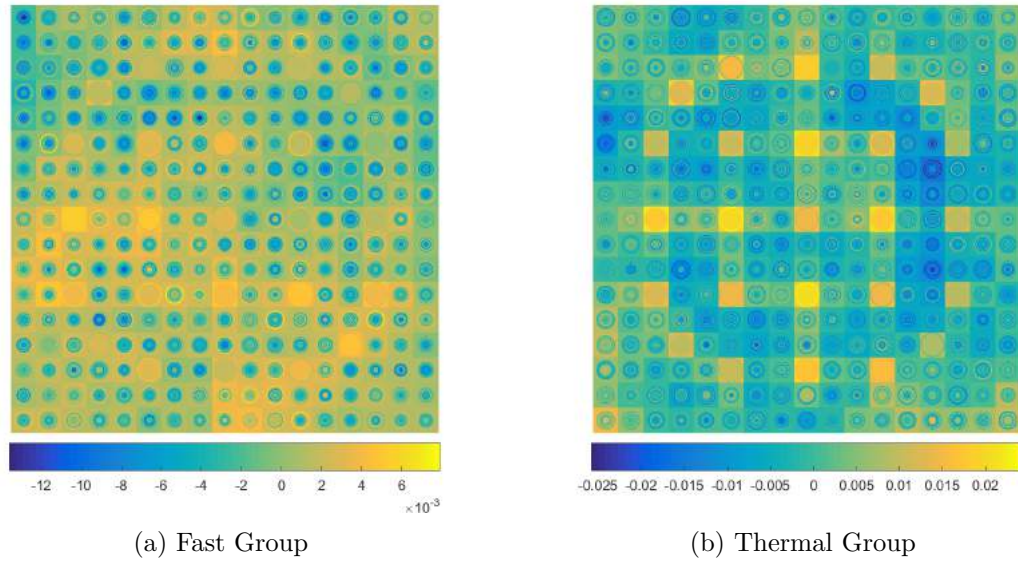 -12 -10 -8 -6 -4 -2 0 2 4 6
×10⁻³
-0.025 -0.02 -0.015 -0.01 -0.005 0 0.005 0.01 0.015 0.02
(a) Fast Group
(b) Thermal Group